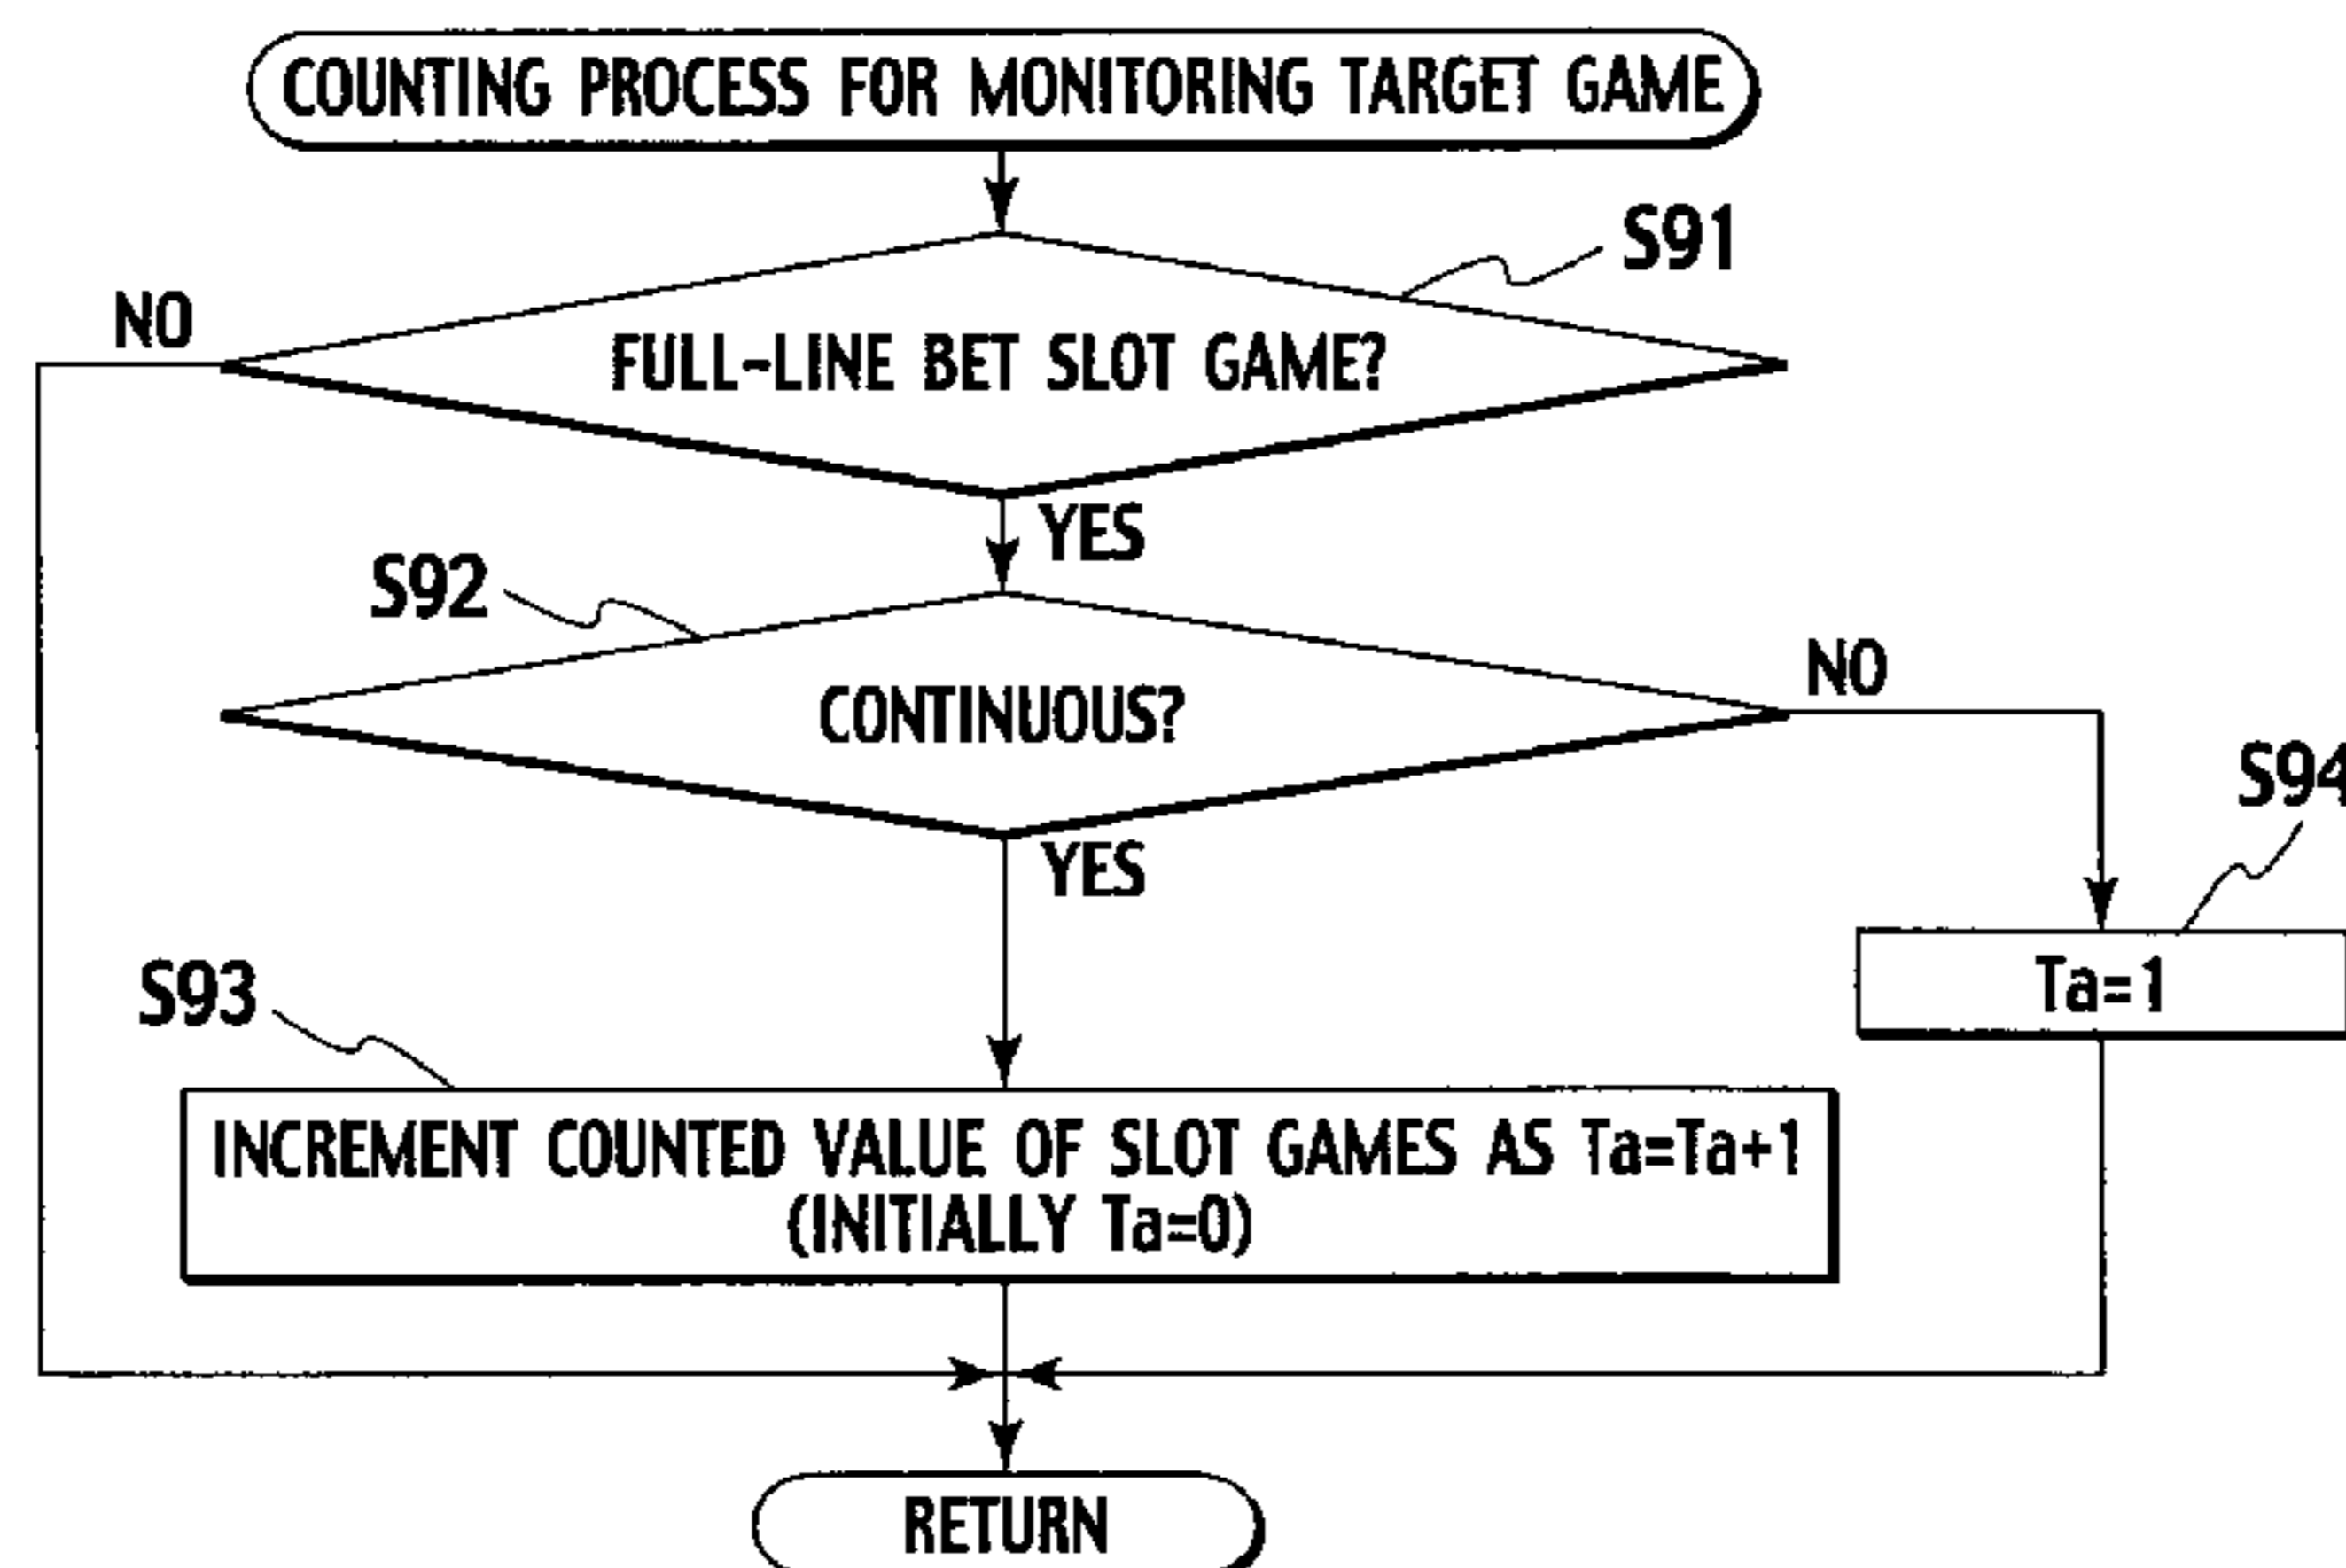 COUNTING PROCESS FOR MONITORING TARGET GAME
S91
NO
FULL-LINE BET SLOT GAME?
YES
S92
CONTINUOUS?
NO
YES
S94
Ta=1
S93
INCREMENT COUNTED VALUE OF SLOT GAMES AS Ta=Ta+1
(INITIALLY Ta=0)
RETURN